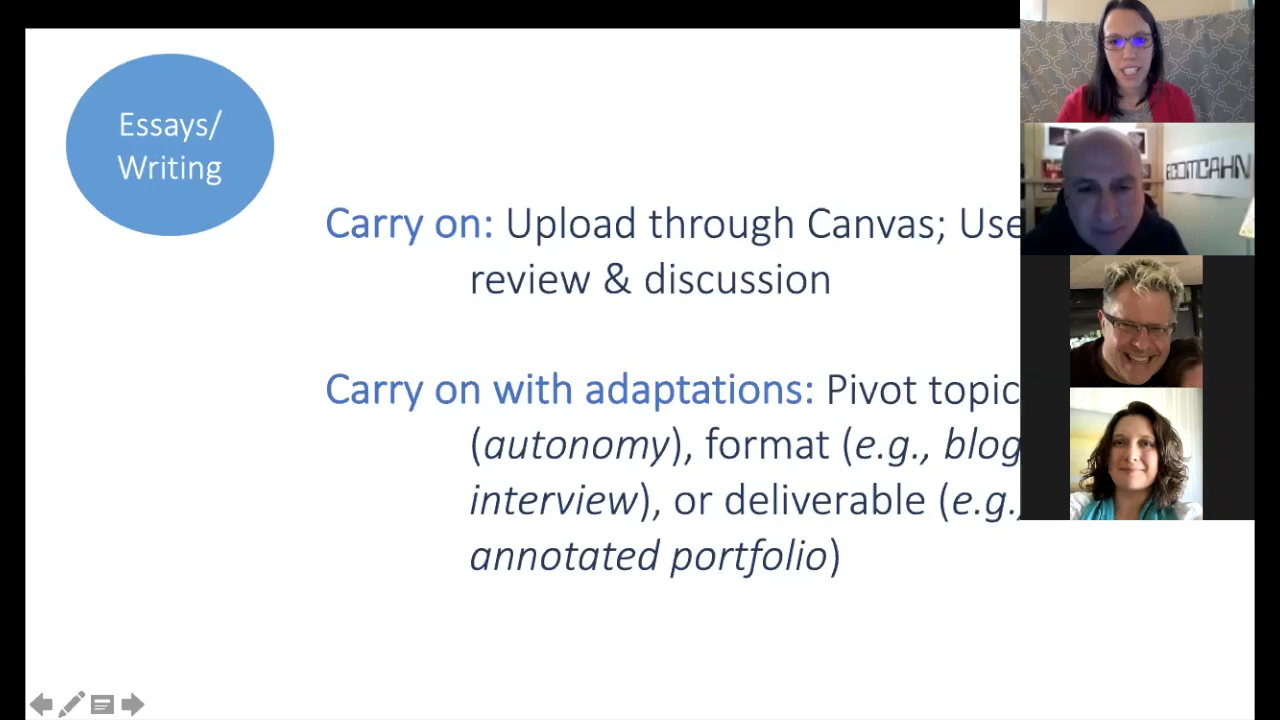 Essays/
Writing
Carry on: Upload through Canvas; Use
review & discussion
Carry on with adaptations: Pivot topic
(autonomy), format (e.g., blog
interview), or deliverable (e.g.,
annotated portfolio)
ECOMCAHN